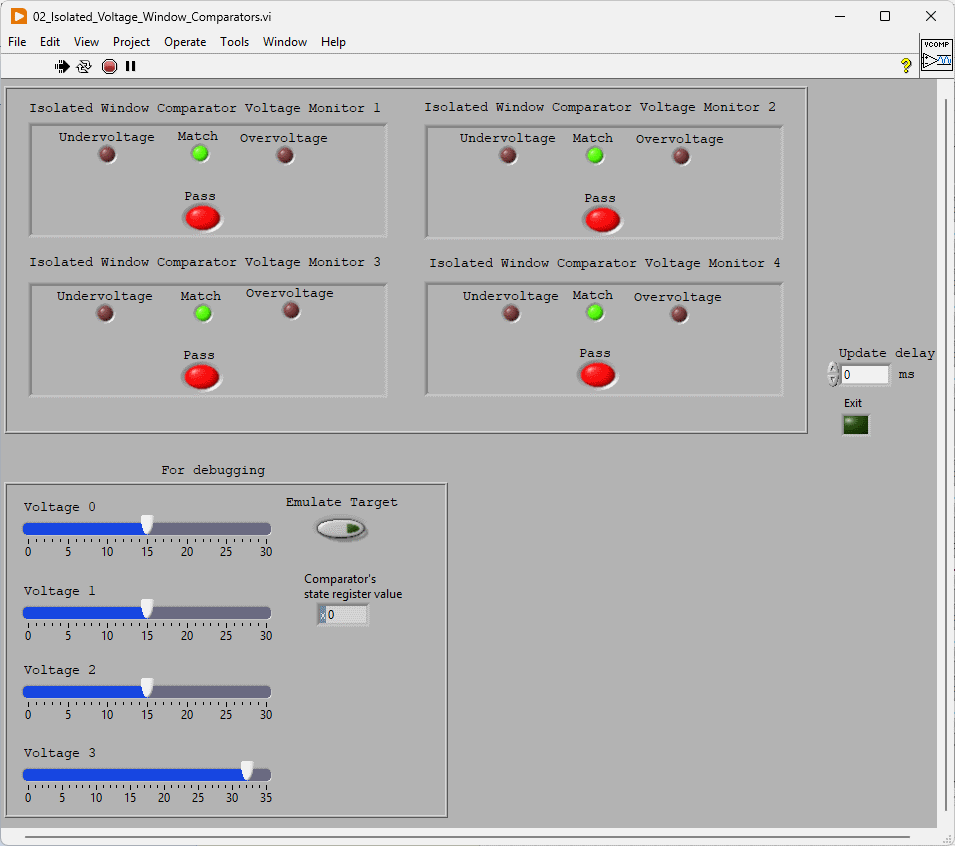 02_Isolated_Voltage_Window_Comparators.vi
File Edit View Project Operate Tools Window Help
?
VCOMP
Isolated Window Comparator Voltage Monitor 1
Undervoltage Match Overvoltage
Pass
Isolated Window Comparator Voltage Monitor 2
Undervoltage Match Overvoltage
Pass
Isolated Window Comparator Voltage Monitor 3
Undervoltage Match Overvoltage
Pass
Isolated Window Comparator Voltage Monitor 4
Undervoltage Match Overvoltage
Pass
Update delay
0 ms
Exit
For debugging
Voltage 0
0 5 10 15 20 25 30
Voltage 1
0 5 10 15 20 25 30
Voltage 2
0 5 10 15 20 25 30
Voltage 3
0 5 10 15 20 25 30 35
Emulate Target
Comparator's
state register value
x 0